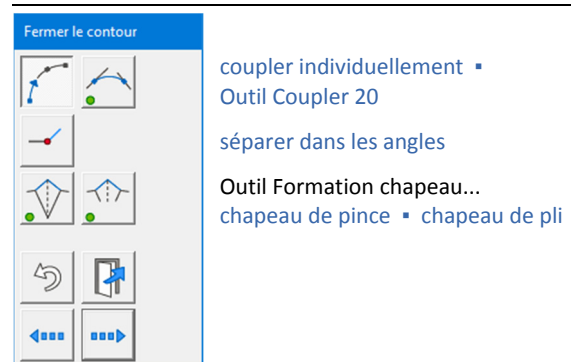 Fermer le contour
coupler individuellement ▪
Outil Coupler 20
séparer dans les angles
Outil Formation chapeau...
chapeau de pince ▪ chapeau de pli